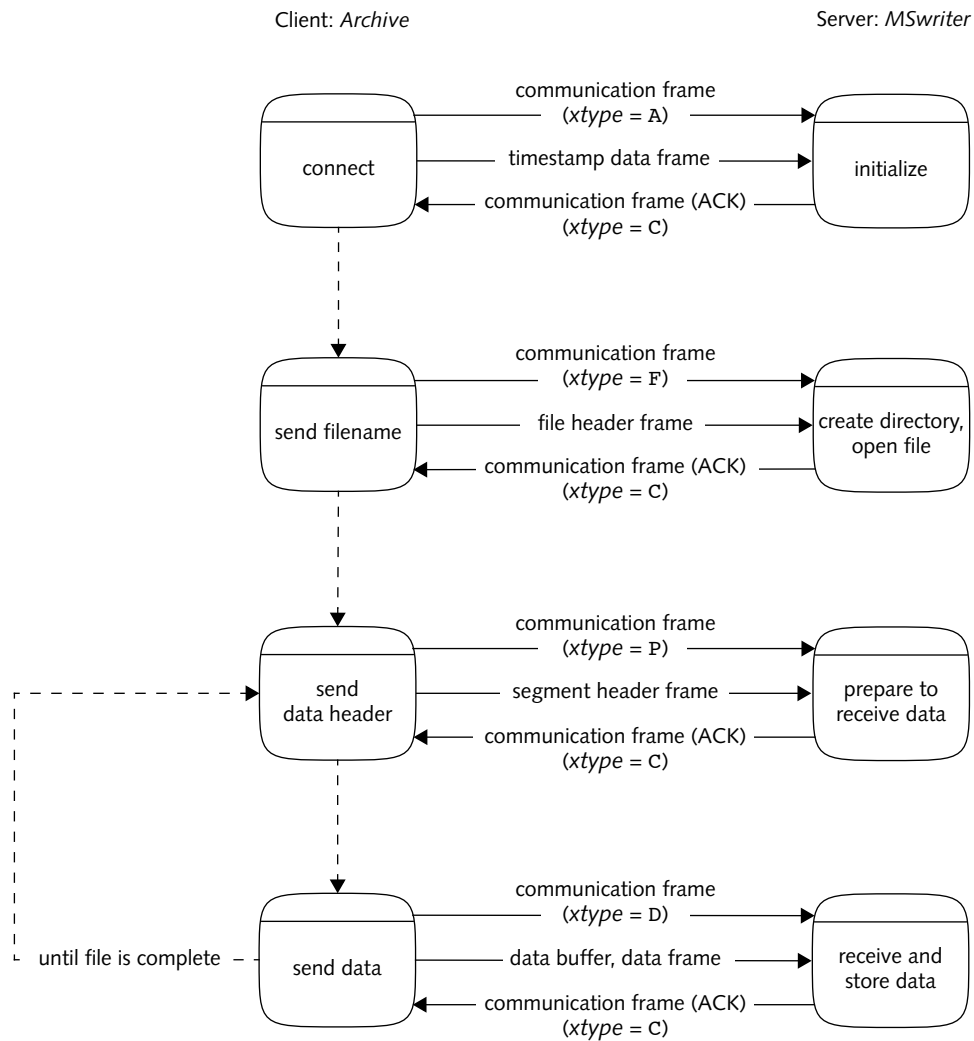 Client: Archive
Server: MSwriter
communication frame
(xtype = A)
connect
timestamp data frame
initialize
communication frame (ACK)
(xtype = C)
communication frame
(xtype = F)
send filename
file header frame
create directory,
open file
communication frame (ACK)
(xtype = C)
communication frame
(xtype = P)
send
data header
segment header frame
prepare to
receive data
communication frame (ACK)
(xtype = C)
communication frame
(xtype = D)
until file is complete
send data
data buffer, data frame
receive and
store data
communication frame (ACK)
(xtype = C)